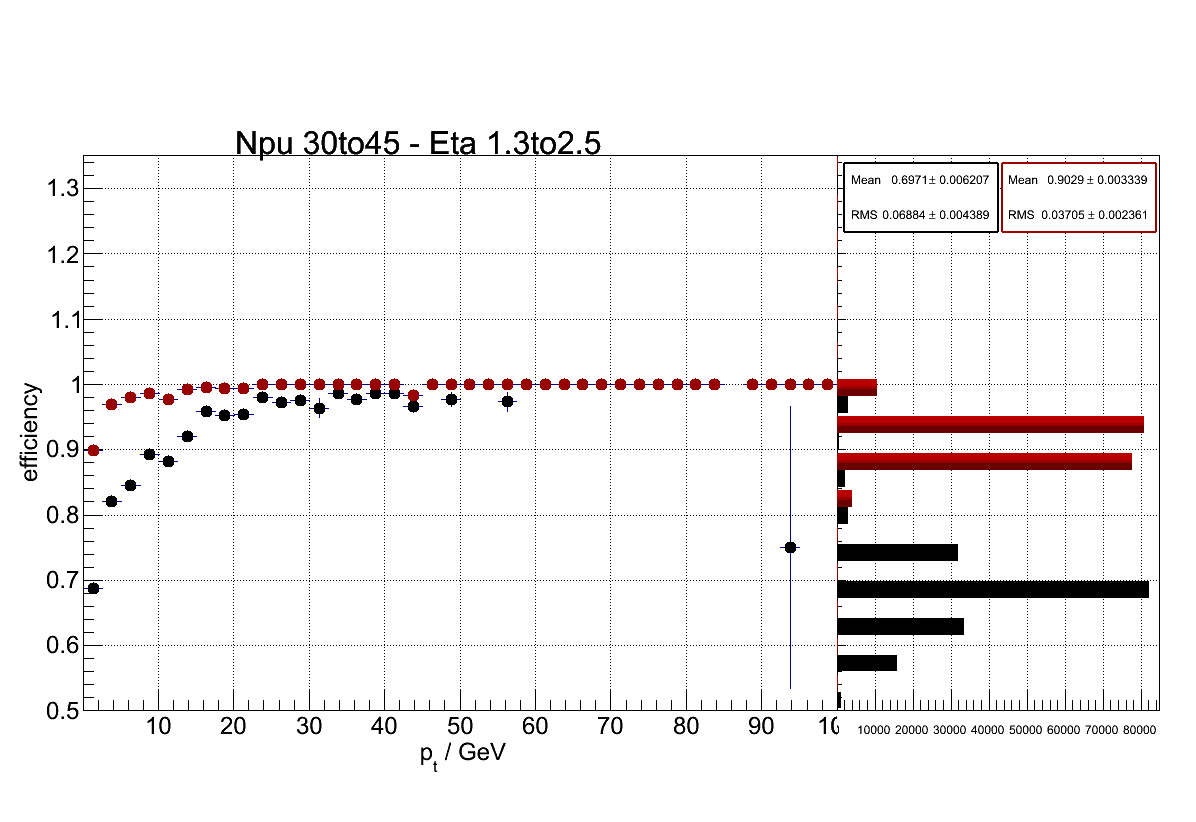 Npu 30to45 - Eta 1.3to2.5
Mean 0.6971 ± 0.006207
RMS 0.06884 ± 0.004389
Mean 0.9029 ± 0.003339
RMS 0.03705 ± 0.002361
efficiency
1.3
1.2
1.1
1
0.9
0.8
0.7
0.6
0.5
10 20 30 40 50 60 70 80 90
10000 20000 30000 40000 50000 60000 70000 80000
pt / GeV